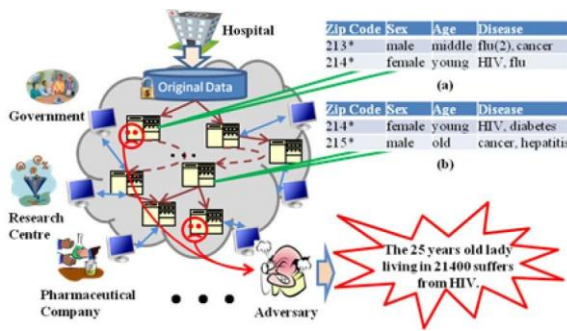 Hospital
Original Data
Government
Research
Centre
Pharmaceutical
Company
Adversary
Zip Code Sex Age Disease
213* male middle flu(2), cancer
214* female young HIV, flu
(a)
Zip Code Sex Age Disease
214* female young HIV, diabetes
215* male old cancer, hepatitis
(b)
The 25 years old lady
living in 21400 suffers
from HIV.